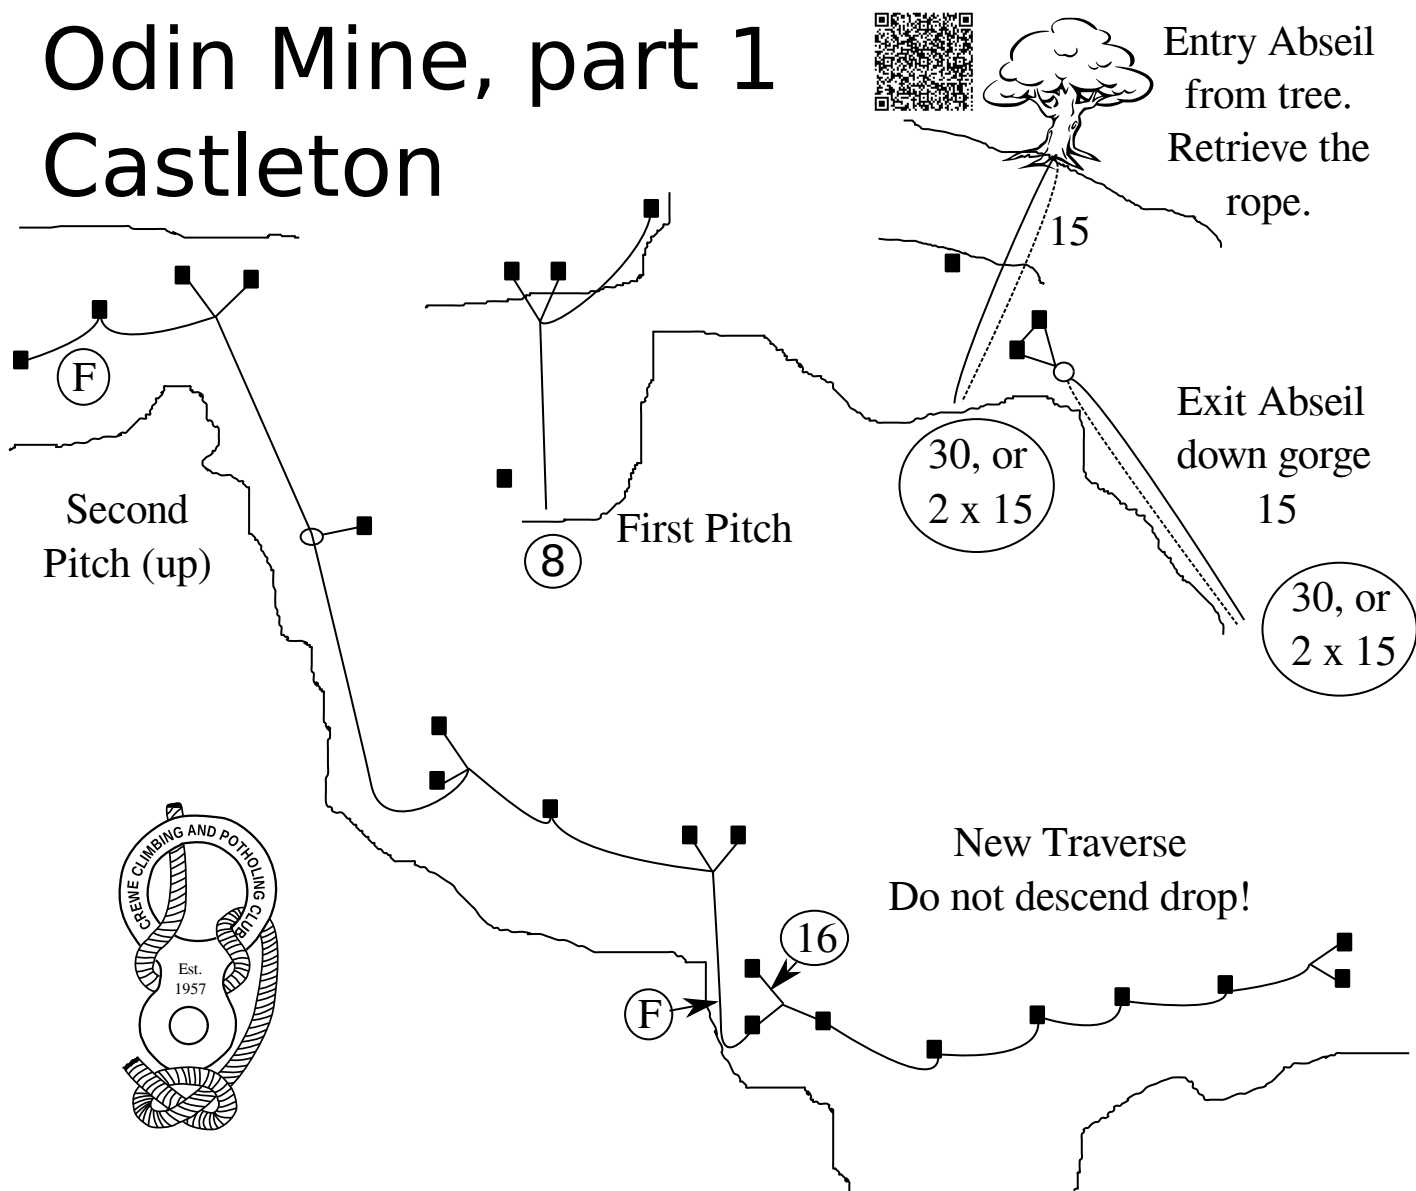 Odin Mine, part 1
Castleton
Entry Abseil
from tree.
Retrieve the
rope.
15
F
Exit Abseil
down gorge
15
30, or
2 x 15
30, or
2 x 15
Second
Pitch (up)
First Pitch
8
New Traverse
Do not descend drop!
16
F
CREWE CLIMBING AND POTHOLING CLUB
Est.
1957